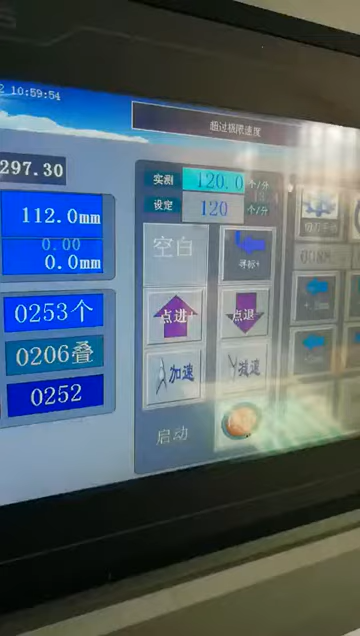 2 10:59:54
超过极限速度
297.30
实测 120.0 个/分
设定 120 个/分
112.0mm
0.00
0.0mm
空白
0253个
点进
点退
0206叠
加速
减速
0252
启动